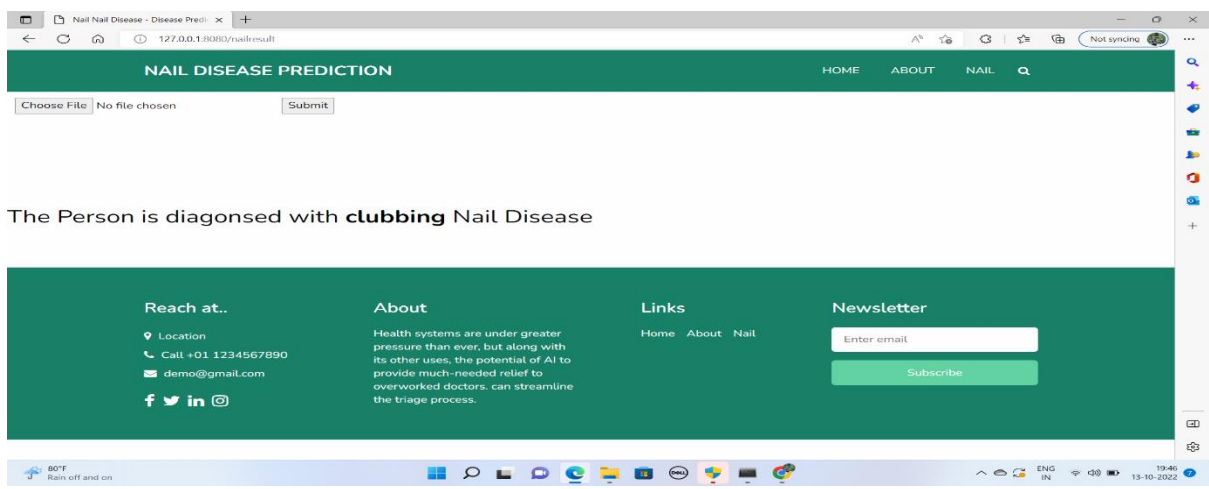 Nail Nail Disease - Disease Predi
127.0.0.1:8080/nailresult
Not syncing
NAIL DISEASE PREDICTION
HOME ABOUT NAIL
Choose File No file chosen Submit
The Person is diagonsed with clubbing Nail Disease
Reach at..
Location
Call +01 1234567890
demo@gmail.com
About
Health systems are under greater
pressure than ever, but along with
its other uses, the potential of AI to
provide much-needed relief to
overworked doctors. can streamline
the triage process.
Links
Home About Nail
Newsletter
Enter email
Subscribe
80°F
Rain off and on
DELL
ENG
IN
19:46
13-10-2022
7